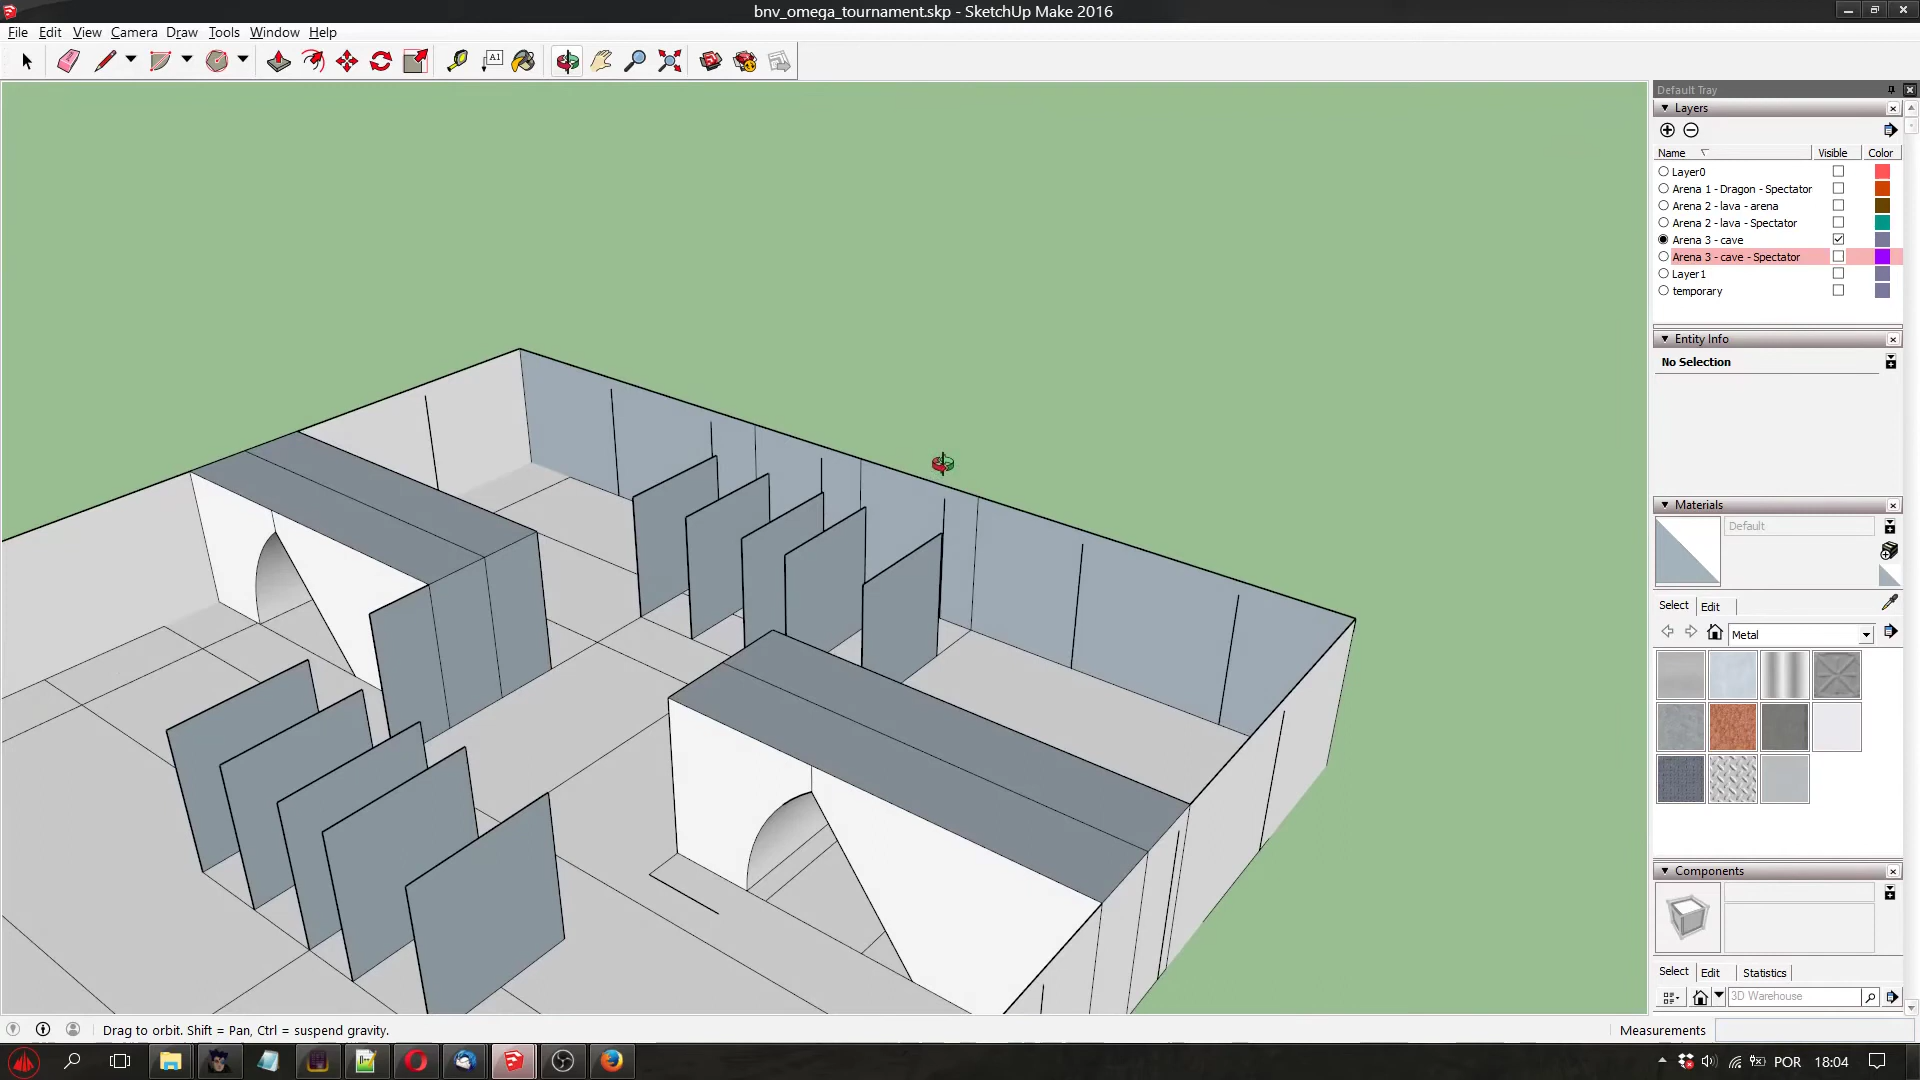 bnv_omega_tournament.skp - SketchUp Make 2016
File Edit View Camera Draw Tools Window Help
A1
Default Tray
Layers
Name Visible Color
Layer0
Arena 1 - Dragon - Spectator
Arena 2 - lava - arena
Arena 2 - lava - Spectator
Arena 3 - cave
Arena 3 - cave - Spectator
Layer1
temporary
Entity Info
No Selection
Materials
Default
Select Edit
Metal
Components
Select Edit Statistics
3D Warehouse
Drag to orbit. Shift = Pan, Ctrl = suspend gravity.
Measurements
POR 18:04